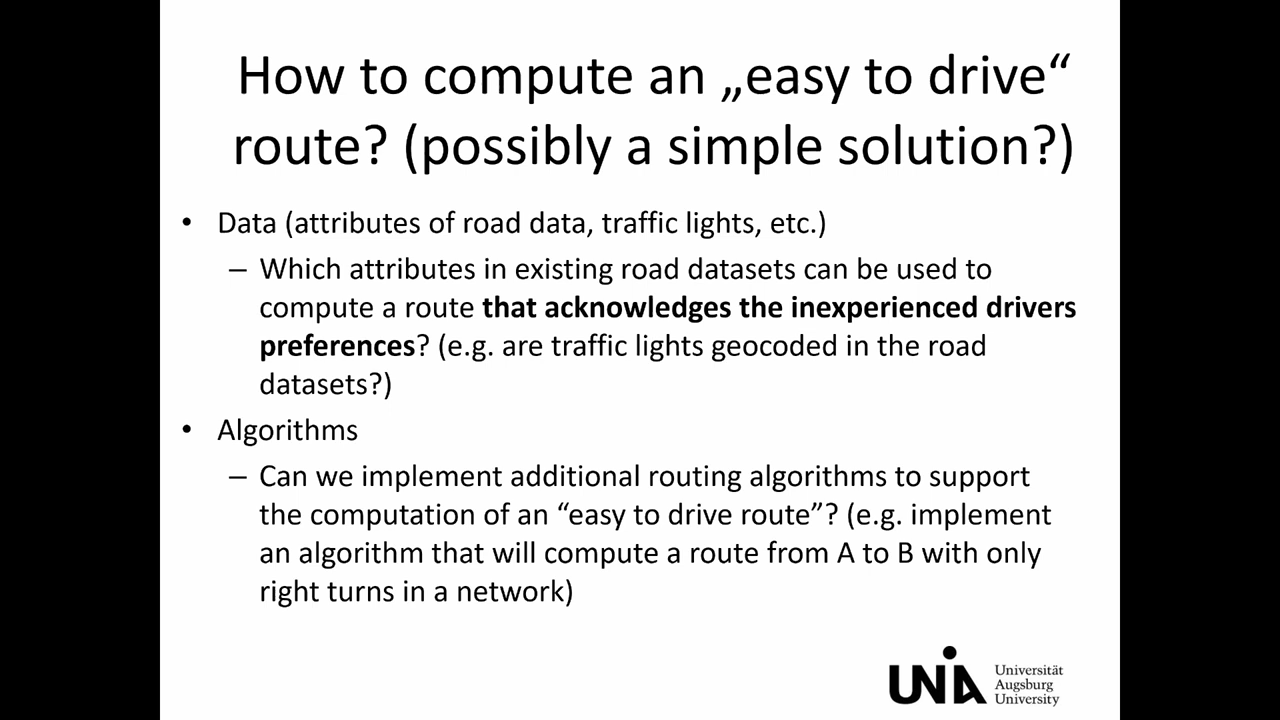 How to compute an „easy to drive“
route? (possibly a simple solution?)
• Data (attributes of road data, traffic lights, etc.)
– Which attributes in existing road datasets can be used to
compute a route that acknowledges the inexperienced drivers
preferences? (e.g. are traffic lights geocoded in the road
datasets?)
• Algorithms
– Can we implement additional routing algorithms to support
the computation of an “easy to drive route”? (e.g. implement
an algorithm that will compute a route from A to B with only
right turns in a network)
UNIA
Universität
Augsburg
University